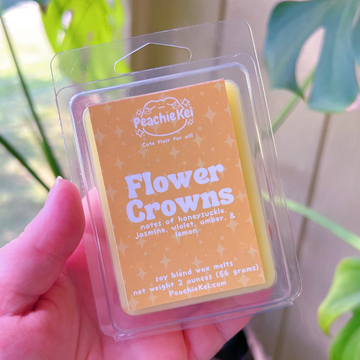 PeachieKei
Cute Flair for all
Flower
Crowns
notes of honeysuckle,
jasmine, violet, amber, &
lemon
soy blend wax melts
net weight 2 ounces (86 grams)
PeachieKei.com